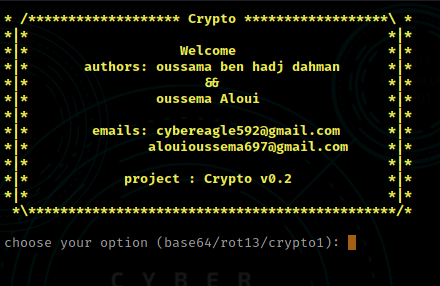 * /******************* Crypto ******************\ *
*|* *|*
*|* Welcome *|*
*|* authors: oussama ben hadj dahman *|*
*|* && *|*
*|* oussema Aloui *|*
*|* *|*
*|* emails: cybereagle592@gmail.com *|*
*|* alouioussema697@gmail.com *|*
*|* *|*
*|* project : Crypto v0.2 *|*
*|* *|*
*\**********************************************/*
choose your option (base64/rot13/crypto1):
CYBER